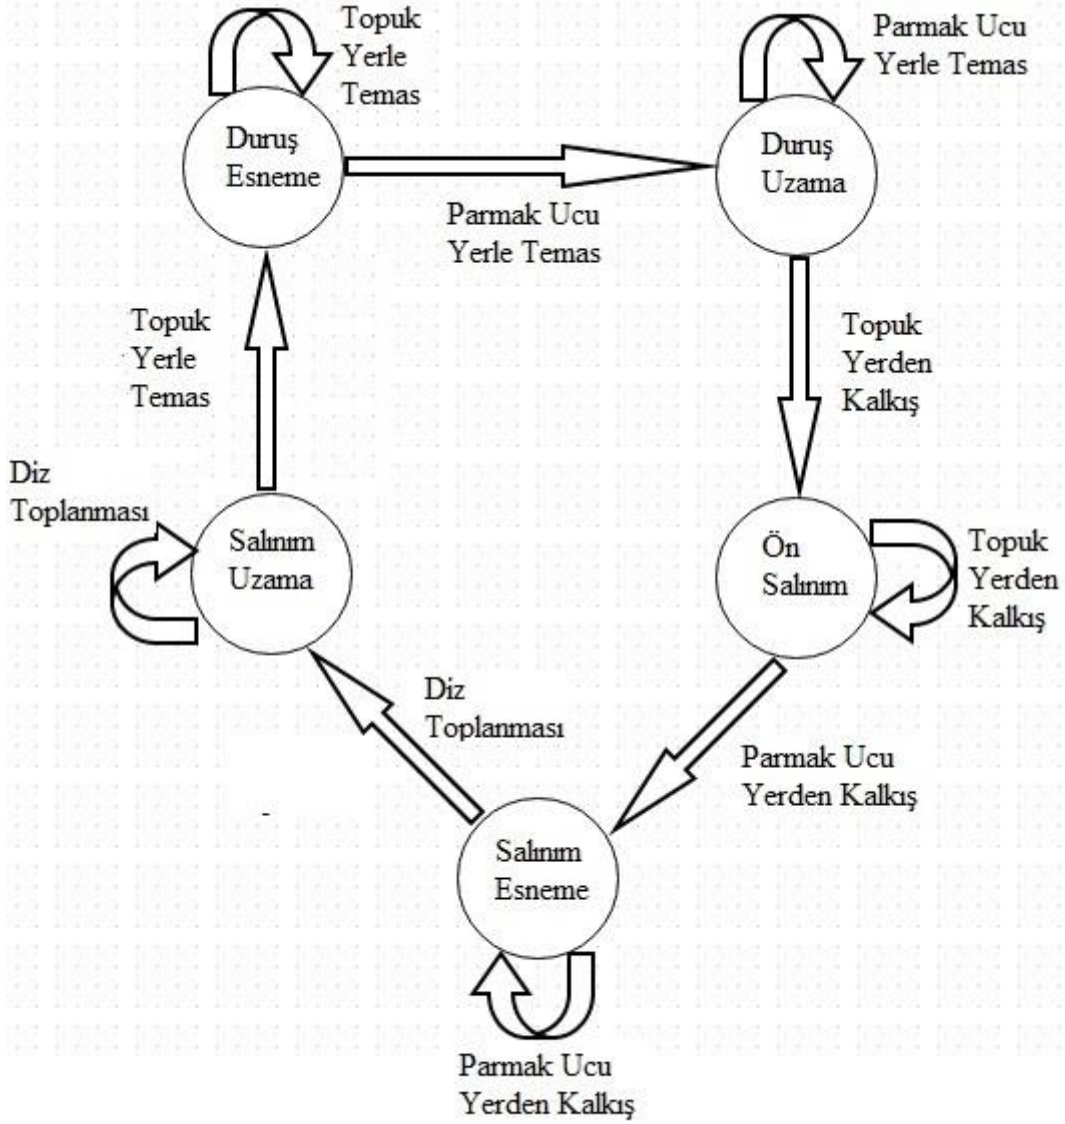 Topuk
Yerle
Temas
Parmak Ucu
Yerle Temas
Duruş
Esneme
Duruş
Uzama
Parmak Ucu
Yerle Temas
Topuk
Yerle
Temas
Topuk
Yerden
Kalkış
Diz
Toplanması
Salınım
Uzama
Ön
Salınım
Topuk
Yerden
Kalkış
Diz
Toplanması
Parmak Ucu
Yerden Kalkış
-
Salınım
Esneme
Parmak Ucu
Yerden Kalkış